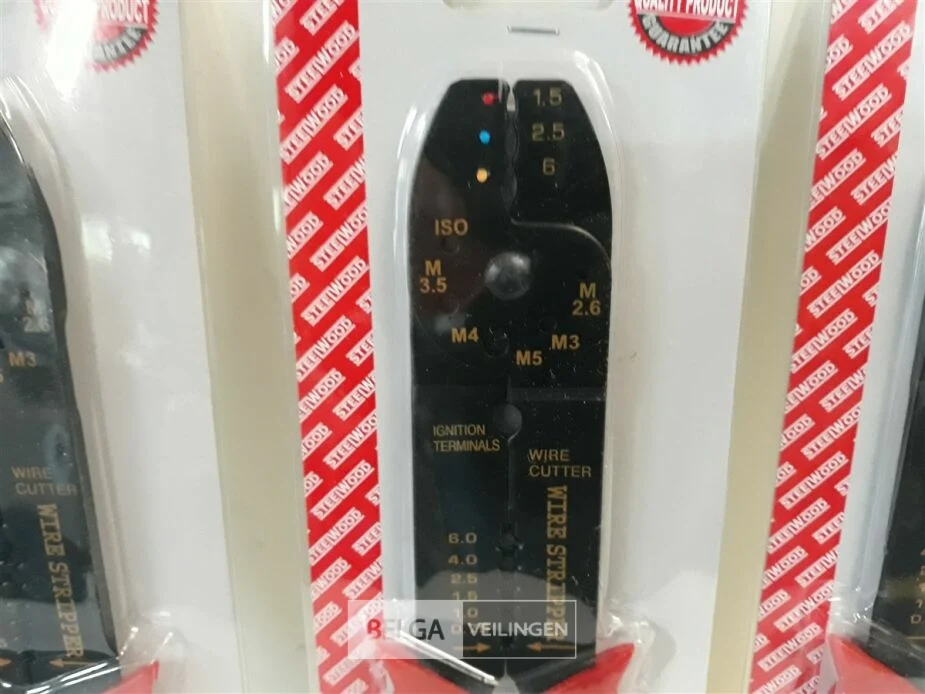 QUALITY PRODUCT
GUARANTEE
PRODUCT
STEELWOOD
1.5
2.5
6
ISO
M
3.5
M
2.6
M4
M3
M5
IGNITION
TERMINALS
WIRE
CUTTER
WIRE STRIPP
6.0
4.0
2.5
1.5
1.0
BELGA VEILINGEN
M
2.6
M3
WIRE
CUTTER
WIRE STRIPPER